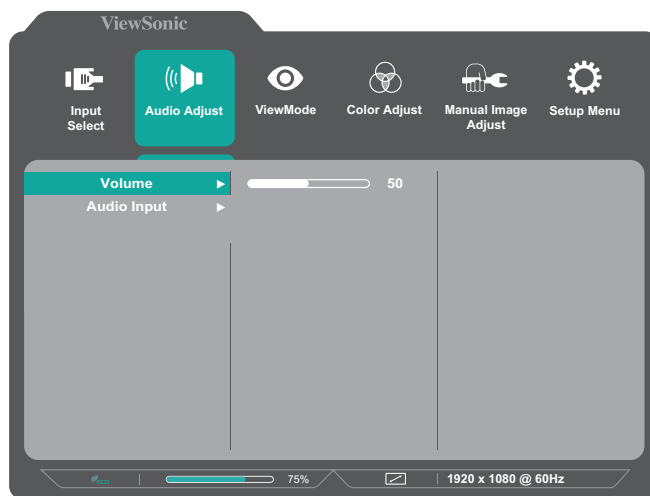 ViewSonic
Input
Select
Audio Adjust
ViewMode
Color Adjust
Manual Image
Adjust
Setup Menu
Volume
50
Audio Input
eco
75%
1920 x 1080 @ 60Hz